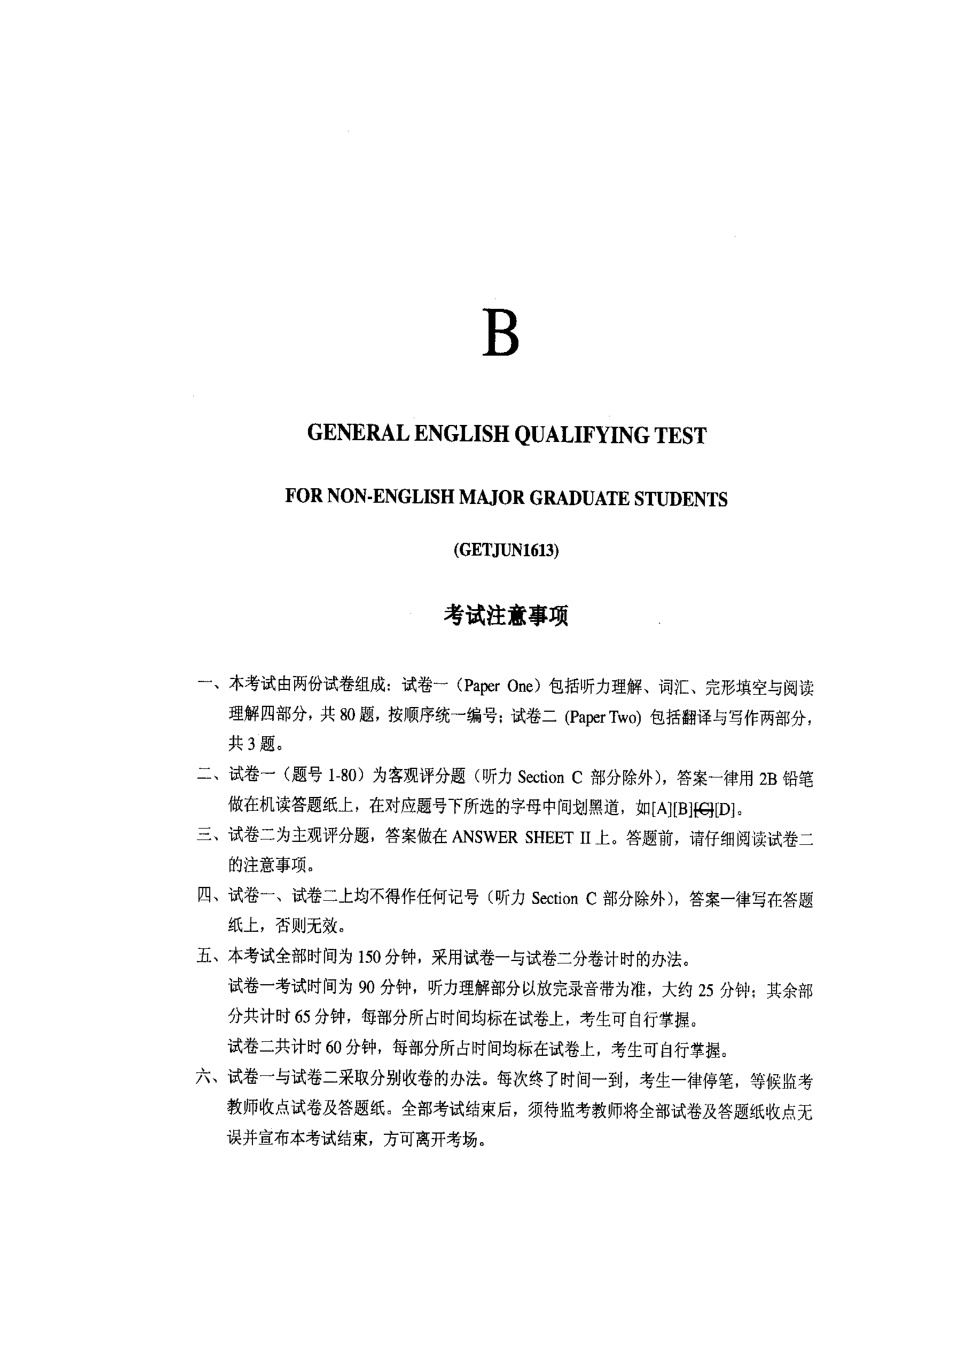 B
GENERAL ENGLISH QUALIFYING TEST
FOR NON-ENGLISH MAJOR GRADUATE STUDENTS
(GETJUN1613)
考试注意事项
一、本考试由两份试卷组成：试卷一（Paper One）包括听力理解、词汇、完形填空与阅读
理解四部分，共 80 题，按顺序统一编号；试卷二 (Paper Two) 包括翻译与写作两部分，
共 3 题。
二、试卷一（题号 1-80）为客观评分题（听力 Section C 部分除外），答案一律用 2B 铅笔
做在机读答题纸上，在对应题号下所选的字母中间划黑道，如[A][B][C][D]。
三、试卷二为主观评分题，答案做在 ANSWER SHEET II 上。答题前，请仔细阅读试卷二
的注意事项。
四、试卷一、试卷二上均不得作任何记号（听力 Section C 部分除外），答案一律写在答题
纸上，否则无效。
五、本考试全部时间为 150 分钟，采用试卷一与试卷二分卷计时的办法。
试卷一考试时间为 90 分钟，听力理解部分以放完录音带为准，大约 25 分钟；其余部
分共计时 65 分钟，每部分所占时间均标在试卷上，考生可自行掌握。
试卷二共计时 60 分钟，每部分所占时间均标在试卷上，考生可自行掌握。
六、试卷一与试卷二采取分别收卷的办法。每次终了时间一到，考生一律停笔，等候监考
教师收点试卷及答题纸。全部考试结束后，须待监考教师将全部试卷及答题纸收点无
误并宣布本考试结束，方可离开考场。